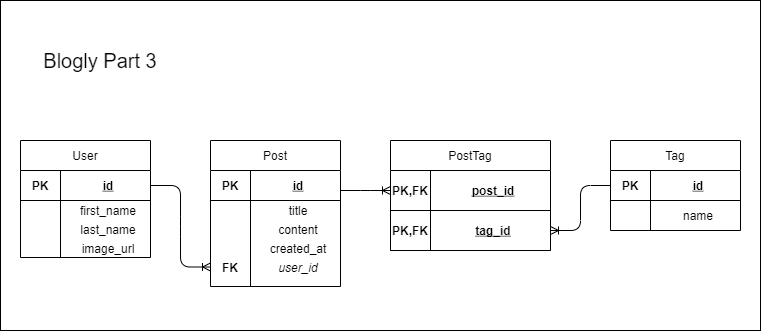 Blogly Part 3
User
PK id
first_name
last_name
image_url
Post
PK id
title
content
created_at
FK user_id
PostTag
PK,FK post_id
PK,FK tag_id
Tag
PK id
name